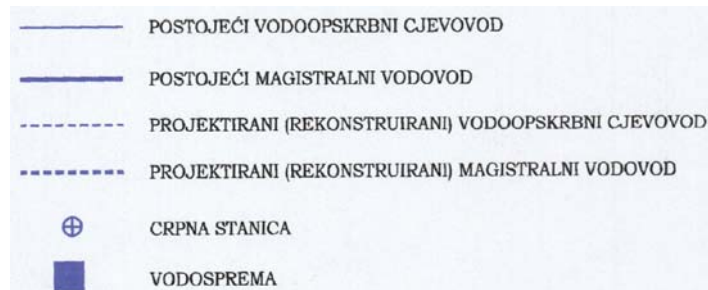 POSTOJEĆI VODOOPSKRBNI CJEVOVOD
POSTOJEĆI MAGISTRALNI VODOVOD
PROJEKTIRANI (REKONSTRUIRANI) VODOOPSKRBNI CJEVOVOD
PROJEKTIRANI (REKONSTRUIRANI) MAGISTRALNI VODOVOD
CRPNA STANICA
VODOSPREMA